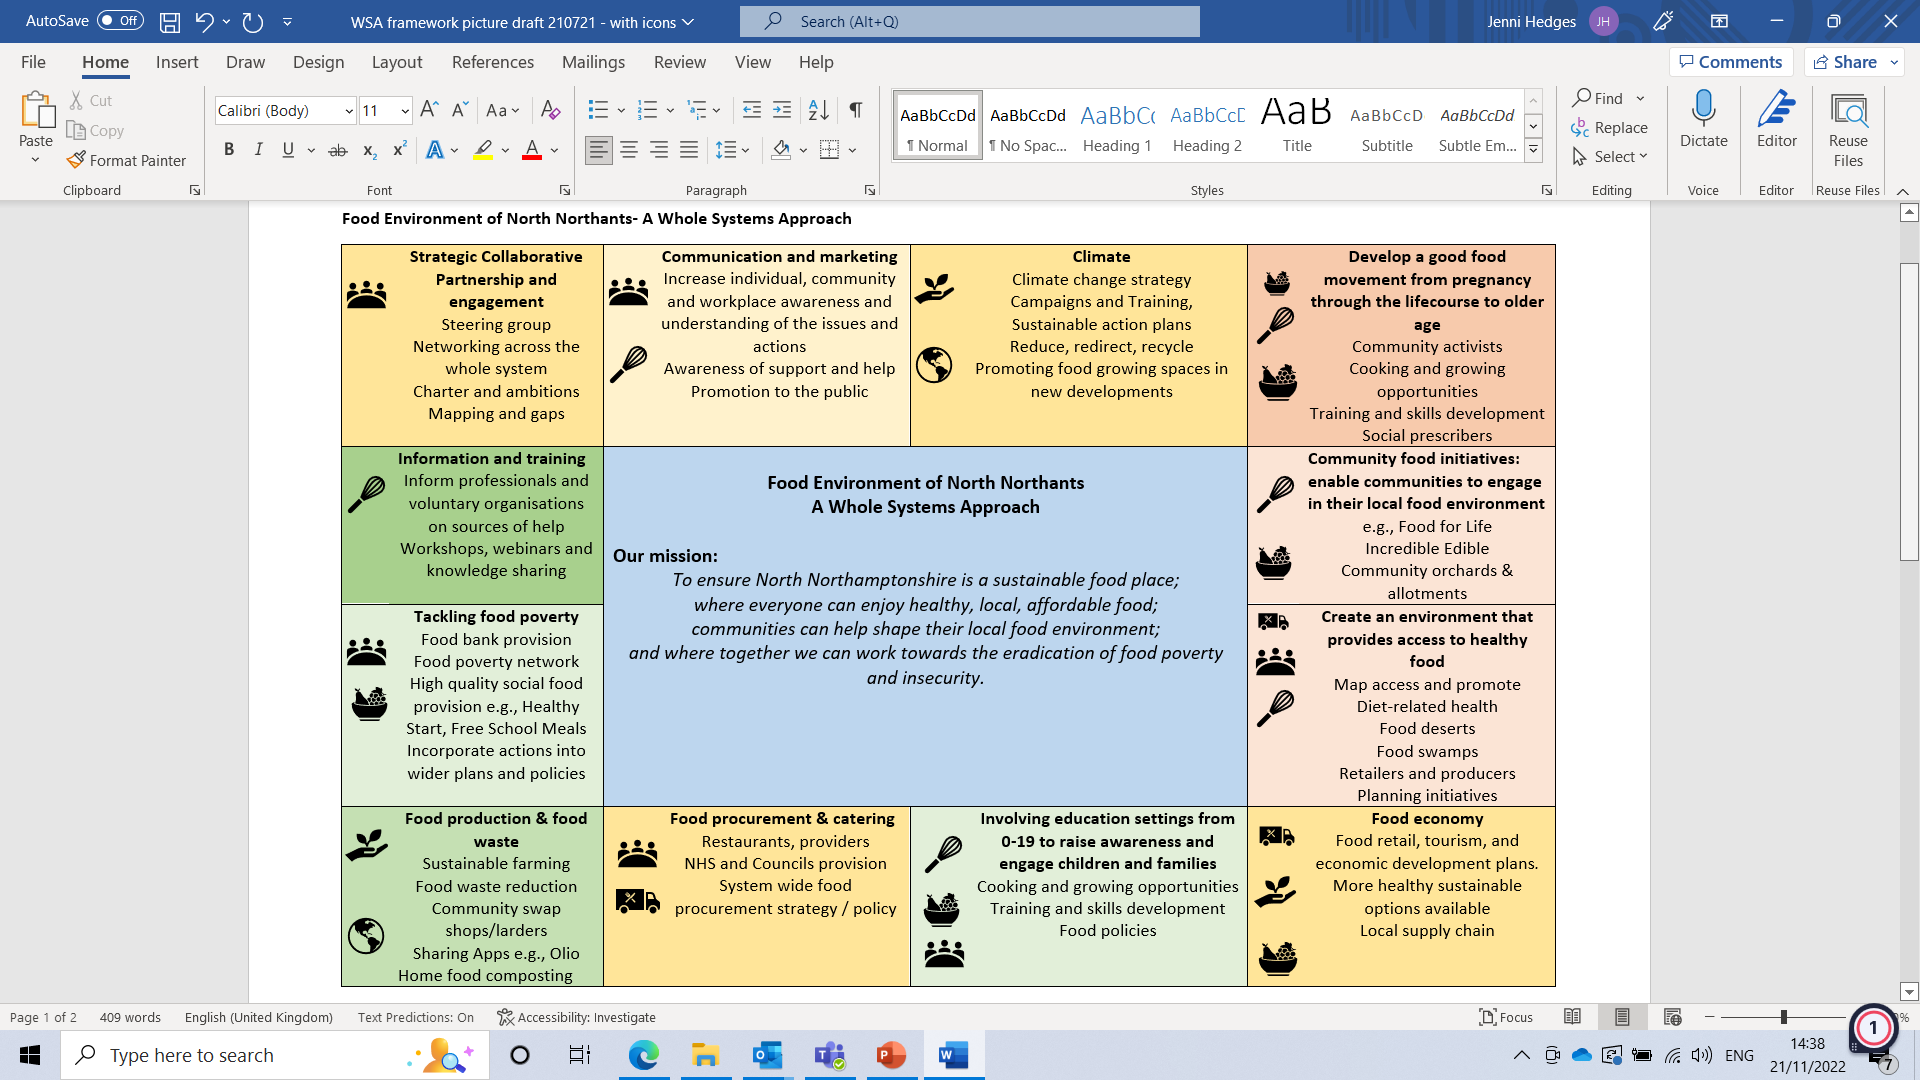 AutoSave Off
WSA framework picture draft 210721 - with icons
Search (Alt+Q)
Jenni Hedges JH
File Home Insert Draw Design Layout References Mailings Review View Help
Comments Share
Paste
Cut
Copy
Format Painter
Clipboard
Calibri (Body) 11
Font
Paragraph
AaBbCcDd AaBbCcDd AaBbCc AaBbCcD AaB AaBbCcD AaBbCcDd
¶ Normal ¶ No Spac... Heading 1 Heading 2 Title Subtitle Subtle Em...
Styles
Find
Replace
Select
Editing
Dictate
Voice
Editor
Editor
Reuse
Files
Reuse Files
Food Environment of North Northants- A Whole Systems Approach
Strategic Collaborative
Partnership and
engagement
Steering group
Networking across the
whole system
Charter and ambitions
Mapping and gaps
Communication and marketing
Increase individual, community
and workplace awareness and
understanding of the issues and
actions
Awareness of support and help
Promotion to the public
Climate
Climate change strategy
Campaigns and Training,
Sustainable action plans
Reduce, redirect, recycle
Promoting food growing spaces in
new developments
Develop a good food
movement from pregnancy
through the lifecourse to older
age
Community activists
Cooking and growing
opportunities
Training and skills development
Social prescribers
Information and training
Inform professionals and
voluntary organisations
on sources of help
Workshops, webinars and
knowledge sharing
Food Environment of North Northants
A Whole Systems Approach
Our mission:
To ensure North Northamptonshire is a sustainable food place;
where everyone can enjoy healthy, local, affordable food;
communities can help shape their local food environment;
and where together we can work towards the eradication of food poverty
and insecurity.
Community food initiatives:
enable communities to engage
in their local food environment
e.g., Food for Life
Incredible Edible
Community orchards &
allotments
Tackling food poverty
Food bank provision
Food poverty network
High quality social food
provision e.g., Healthy
Start, Free School Meals
Incorporate actions into
wider plans and policies
Create an environment that
provides access to healthy
food
Map access and promote
Diet-related health
Food deserts
Food swamps
Retailers and producers
Planning initiatives
Food production & food
waste
Sustainable farming
Food waste reduction
Community swap
shops/larders
Sharing Apps e.g., Olio
Home food composting
Food procurement & catering
Restaurants, providers
NHS and Councils provision
System wide food
procurement strategy / policy
Involving education settings from
0-19 to raise awareness and
engage children and families
Cooking and growing opportunities
Training and skills development
Food policies
Food economy
Food retail, tourism, and
economic development plans.
More healthy sustainable
options available
Local supply chain
Page 1 of 2 409 words English (United Kingdom) Text Predictions: On Accessibility: Investigate
Focus
Type here to search
ENG
14:38
21/11/2022
1
7